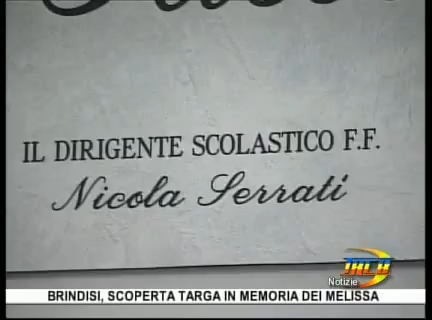 IL DIRIGENTE SCOLASTICO F.F.
Nicola Serrati
Notizie
BRINDISI, SCOPERTA TARGA IN MEMORIA DEI MELISSA